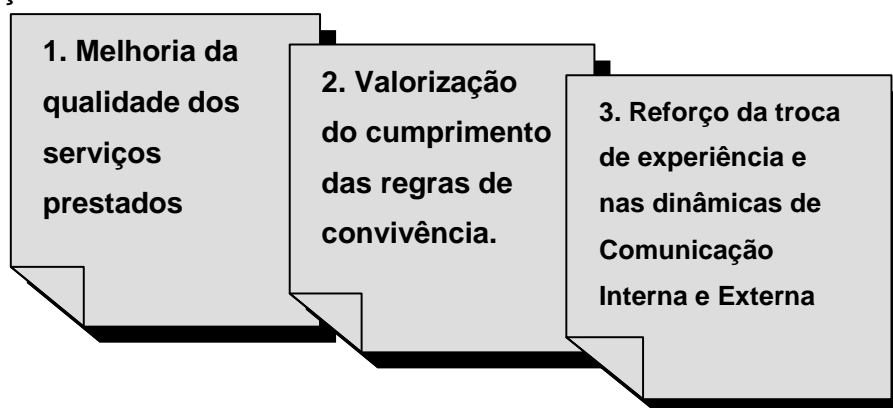 1. Melhoria da
qualidade dos
serviços
prestados
2. Valorização
do cumprimento
das regras de
convivência.
3. Reforço da troca
de experiência e
nas dinâmicas de
Comunicação
Interna e Externa